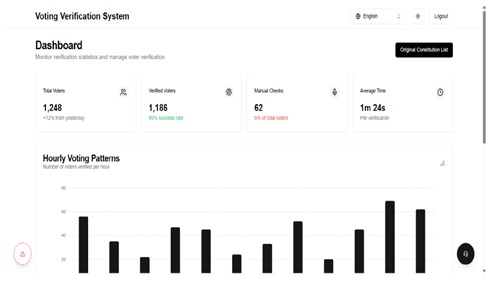 Voting Verification System
English
Logout
Dashboard
Monitor verification statistics and manage voter verification
Original Constitution List
Total Voters
1,248
+12% from yesterday
Verified Voters
1,186
95% success rate
Manual Checks
62
5% of total voters
Average Time
1m 24s
Per verification
Hourly Voting Patterns
Number of voters verified per hour
80
60
40
20